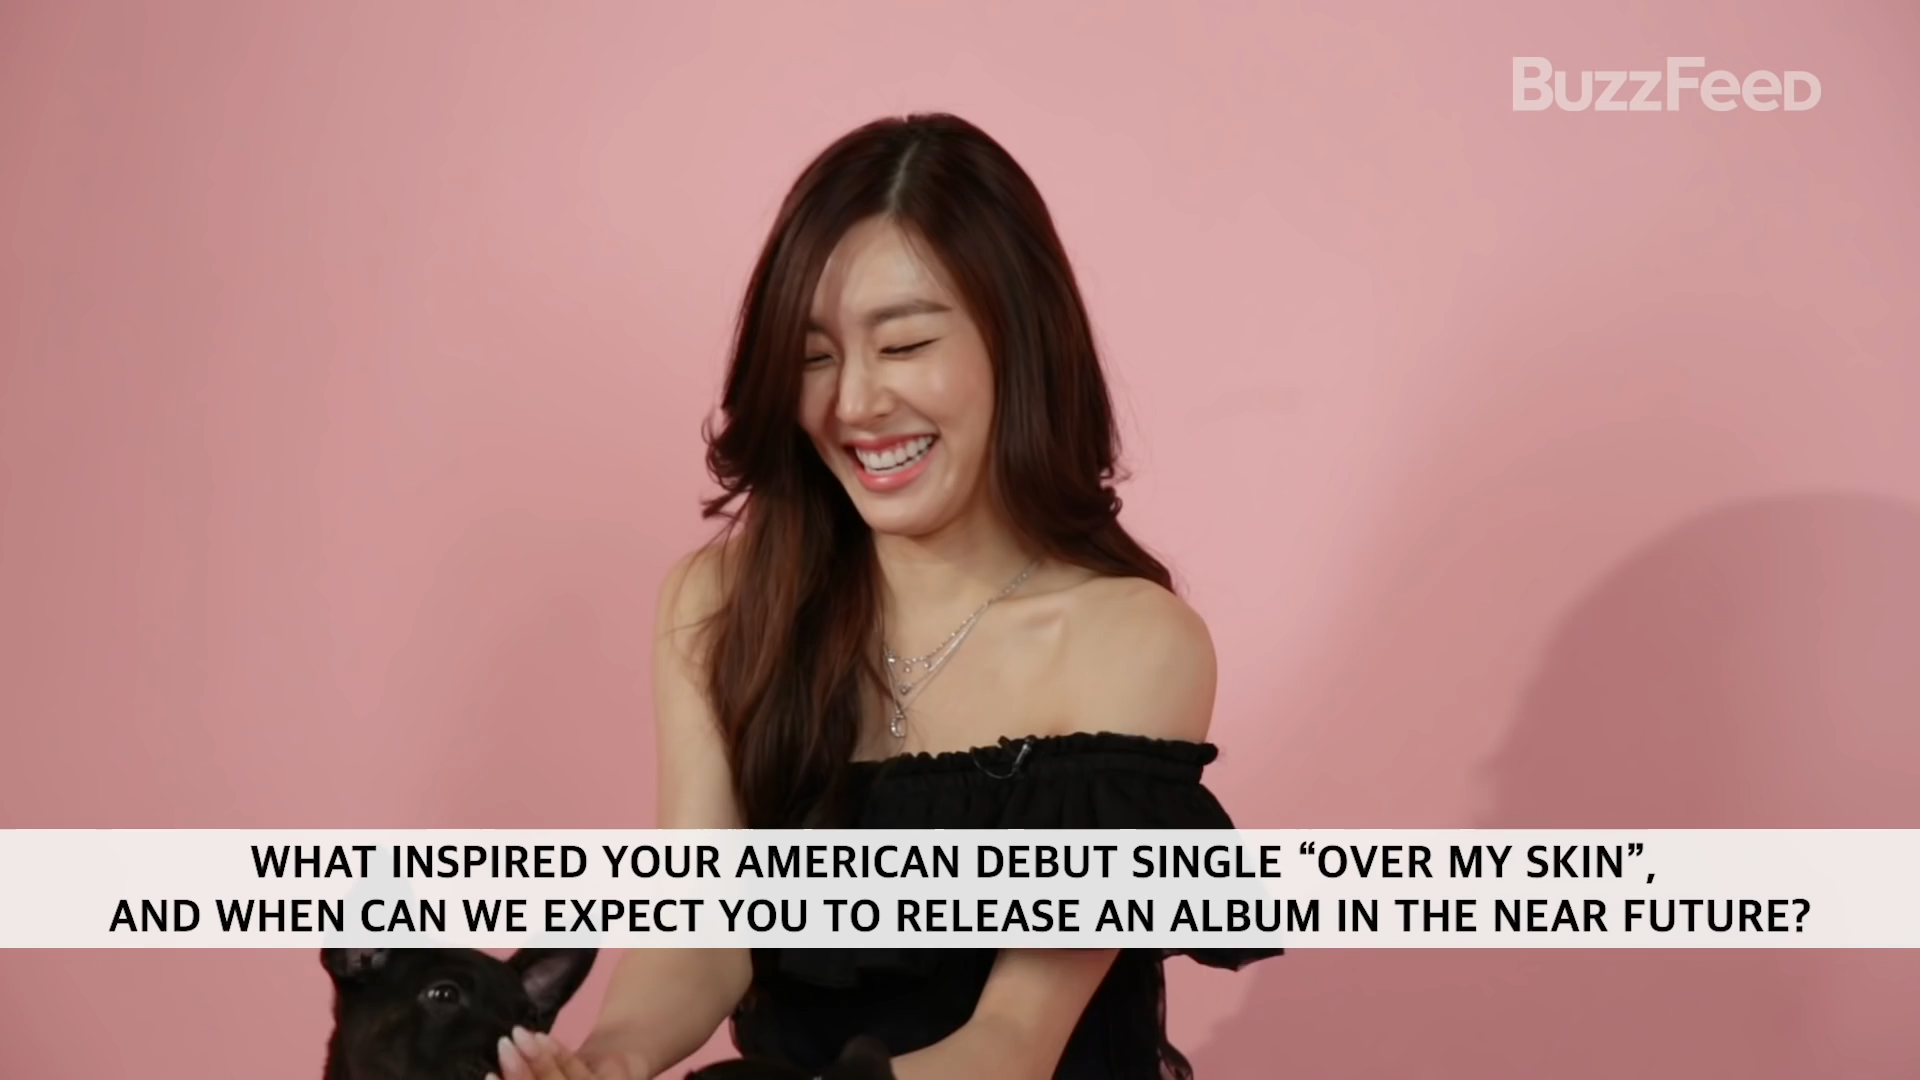 BuzzFeed
WHAT INSPIRED YOUR AMERICAN DEBUT SINGLE “OVER MY SKIN”,
AND WHEN CAN WE EXPECT YOU TO RELEASE AN ALBUM IN THE NEAR FUTURE?